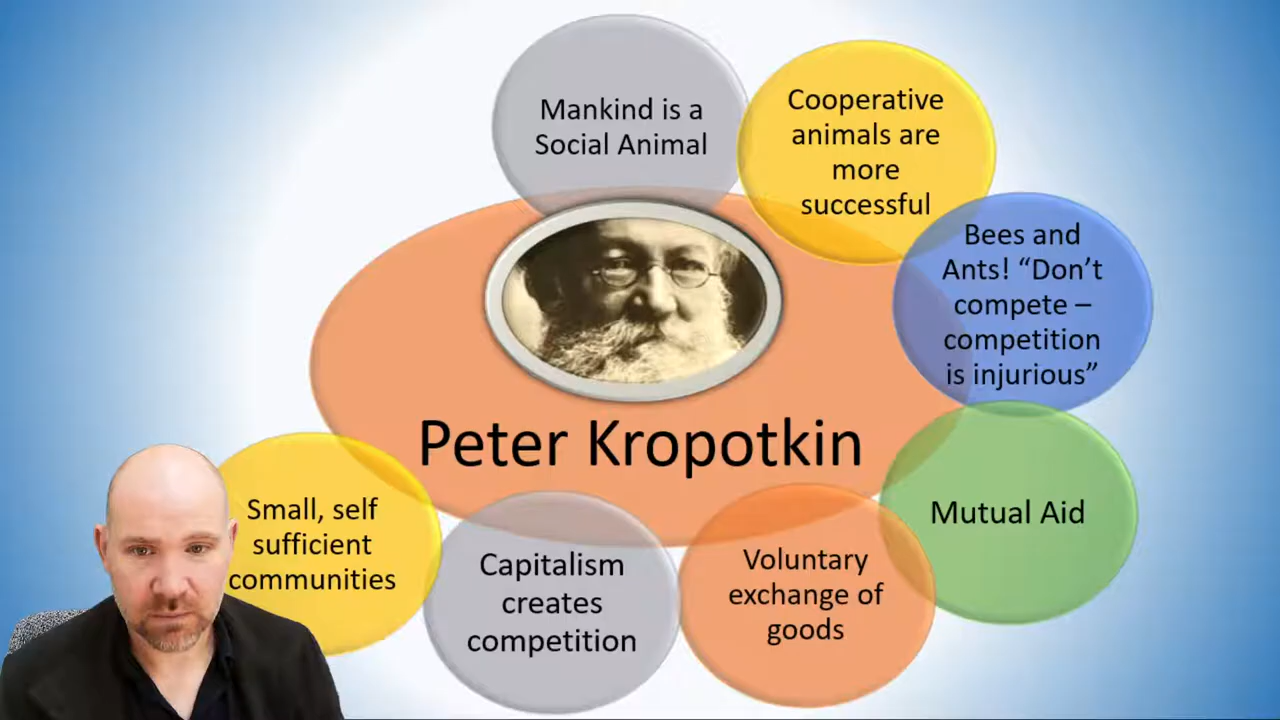 Mankind is a
Social Animal
Cooperative
animals are
more
successful
Bees and
Ants! “Don’t
compete –
competition
is injurious”
Mutual Aid
Voluntary
exchange of
goods
Capitalism
creates
competition
Small, self
sufficient
communities
Peter Kropotkin